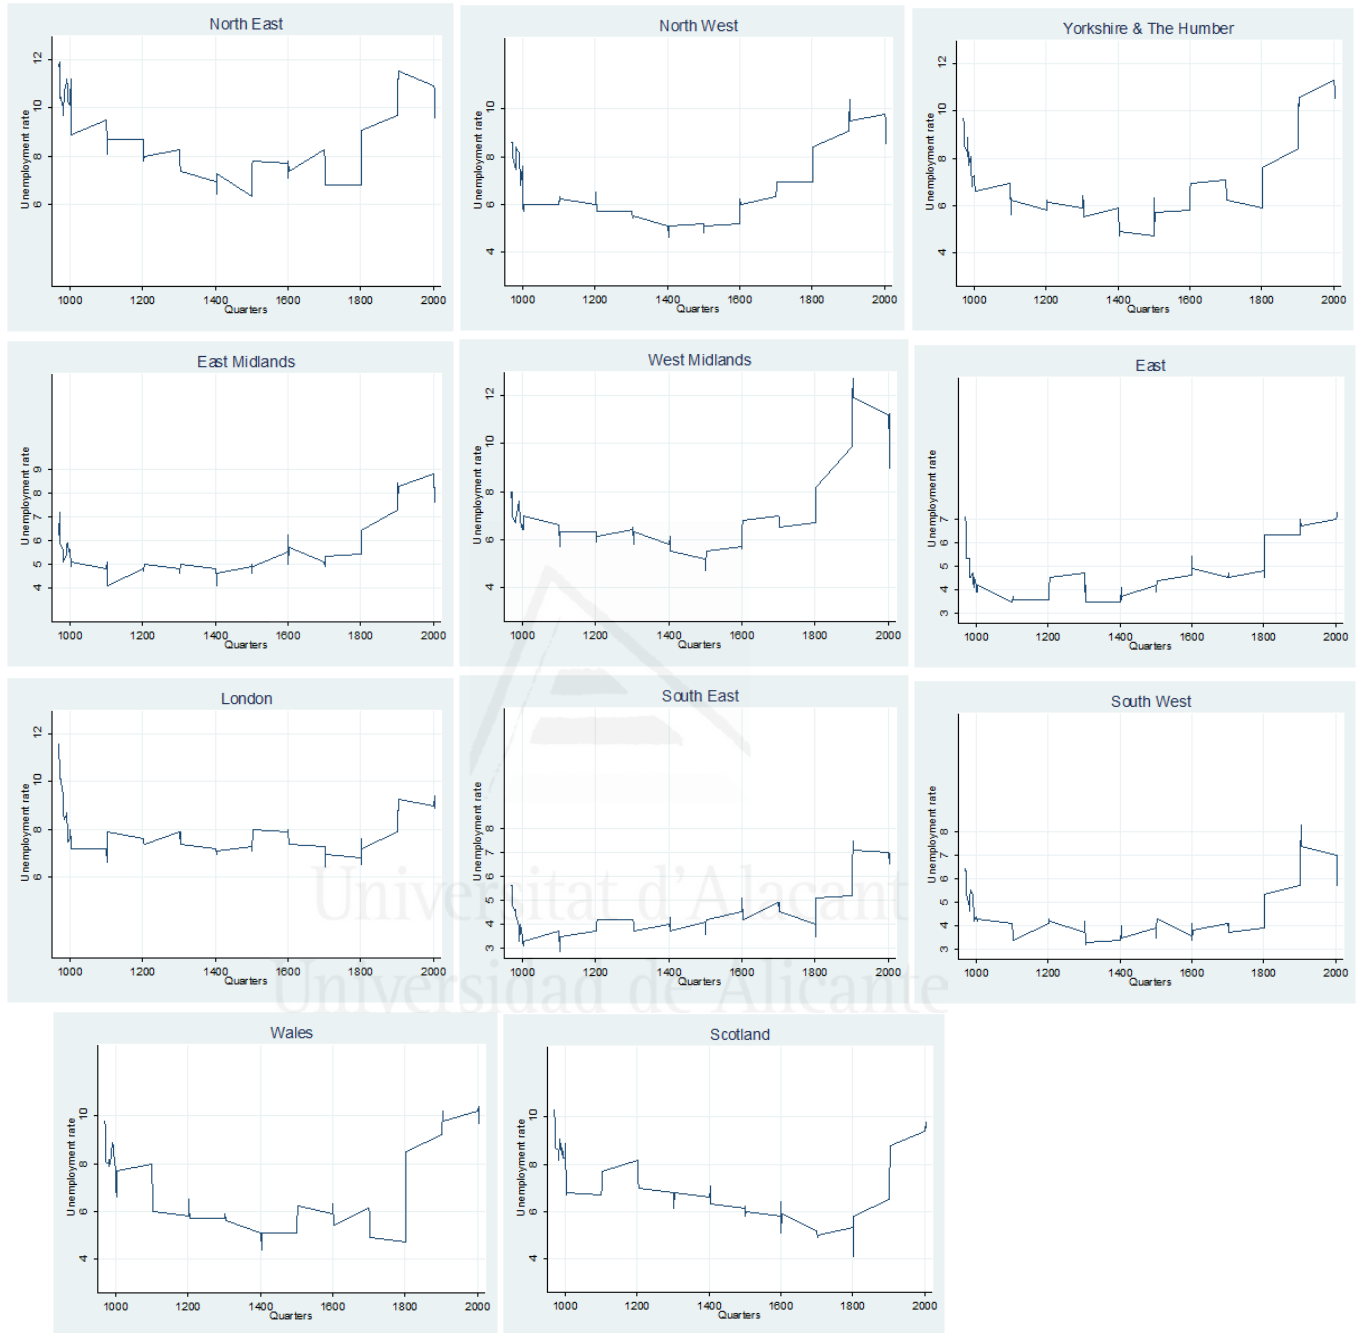 North East
Unemployment rate
12
10
8
6
1000 1200 1400 1600 1800 2000
Quarters
North West
Unemployment rate
10
8
6
4
1000 1200 1400 1600 1800 2000
Quarters
Yorkshire & The Humber
Unemployment rate
12
10
8
6
4
1000 1200 1400 1600 1800 2000
Quarters
East Midlands
Unemployment rate
9
8
7
6
5
4
1000 1200 1400 1600 1800 2000
Quarters
West Midlands
Unemployment rate
12
10
8
6
4
1000 1200 1400 1600 1800 2000
Quarters
East
Unemployment rate
7
6
5
4
3
1000 1200 1400 1600 1800 2000
Quarters
London
Unemployment rate
12
10
8
6
1000 1200 1400 1600 1800 2000
Quarters
South East
Unemployment rate
8
7
6
5
4
3
1000 1200 1400 1600 1800 2000
Quarters
South West
Unemployment rate
8
7
6
5
4
3
1000 1200 1400 1600 1800 2000
Quarters
Universitat d'Alacant
Universidad de Alicante
Wales
Unemployment rate
10
8
6
4
1000 1200 1400 1600 1800 2000
Quarters
Scotland
Unemployment rate
10
8
6
4
1000 1200 1400 1600 1800 2000
Quarters